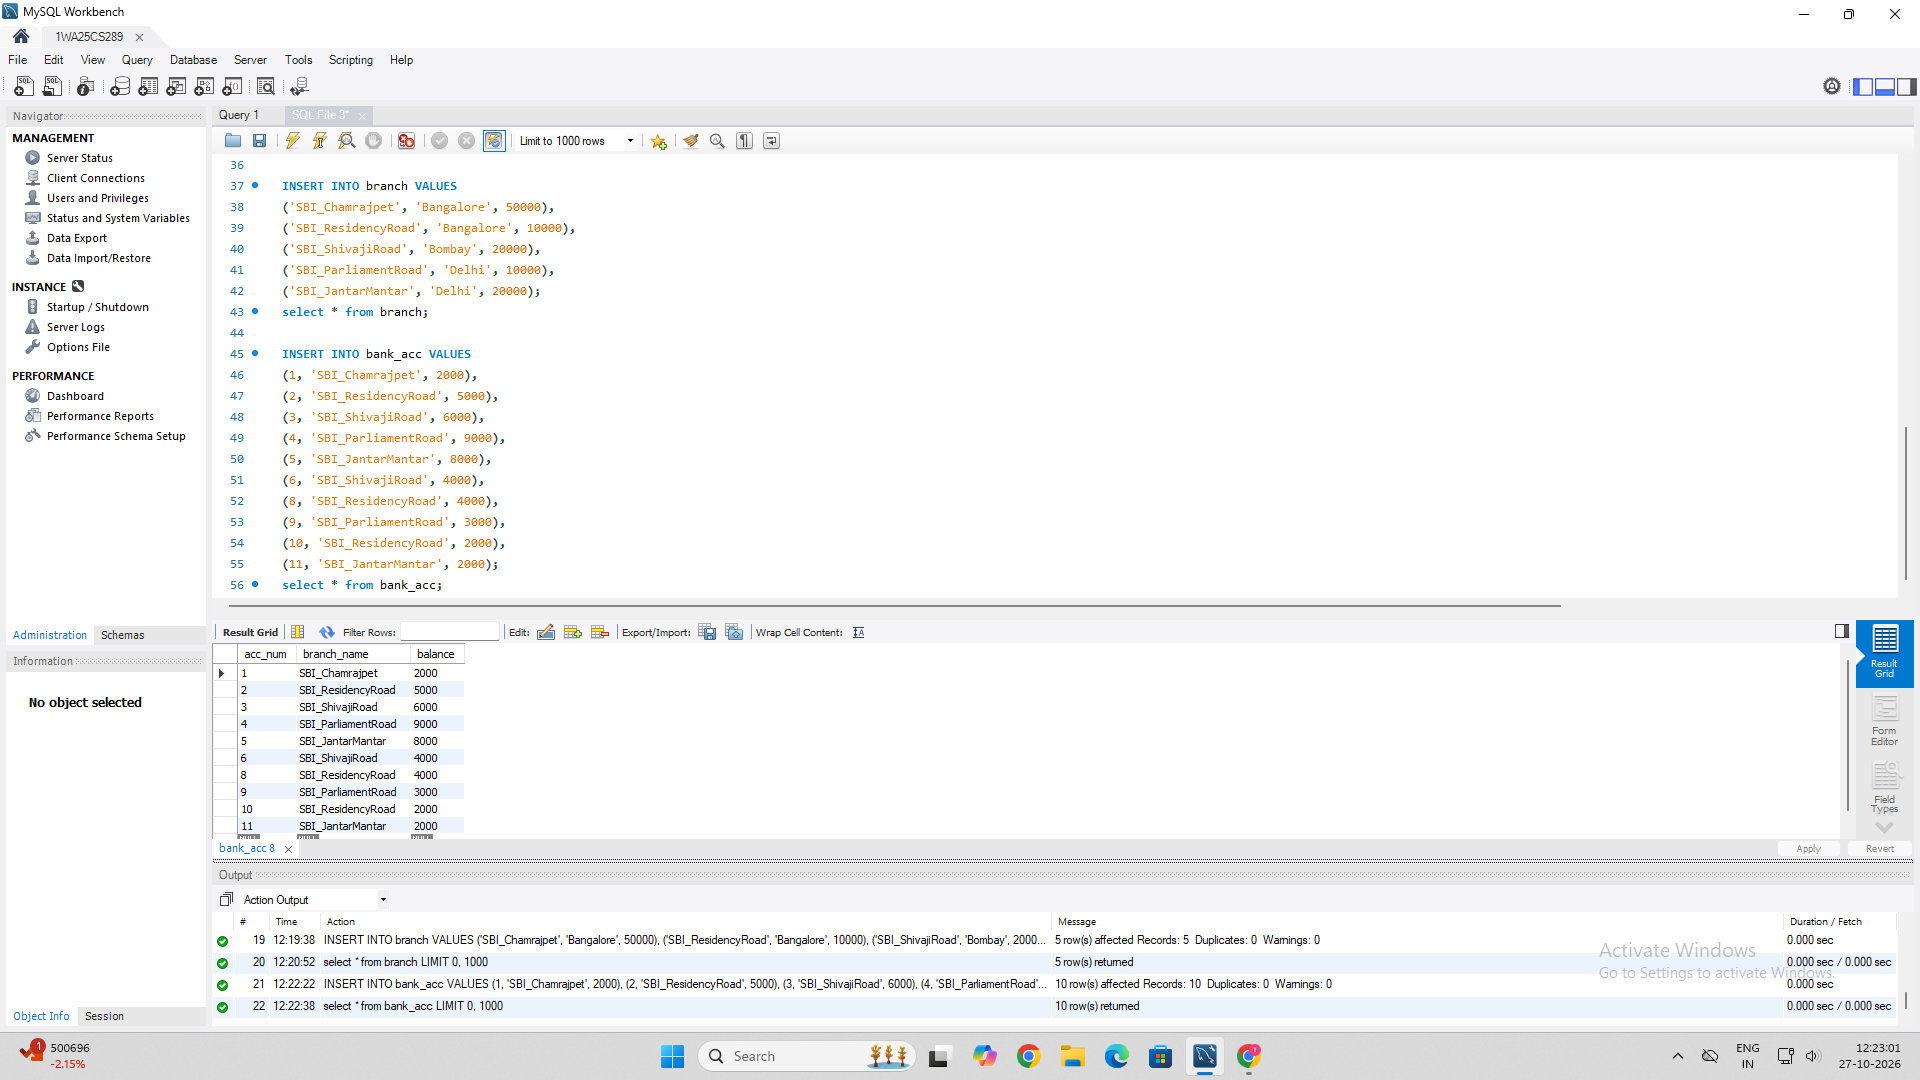 MySQL Workbench
1WA25CS289
File Edit View Query Database Server Tools Scripting Help
Navigator
MANAGEMENT
Server Status
Client Connections
Users and Privileges
Status and System Variables
Data Export
Data Import/Restore
INSTANCE
Startup / Shutdown
Server Logs
Options File
PERFORMANCE
Dashboard
Performance Reports
Performance Schema Setup
Administration Schemas
Information
No object selected
Object Info Session
Query 1 SQL File 3*
Limit to 1000 rows
36
37 INSERT INTO branch VALUES
38 ('SBI_Chamrajpet', 'Bangalore', 50000),
39 ('SBI_ResidencyRoad', 'Bangalore', 10000),
40 ('SBI_ShivajiRoad', 'Bombay', 20000),
41 ('SBI_ParliamentRoad', 'Delhi', 10000),
42 ('SBI_JantarMantar', 'Delhi', 20000);
43 select * from branch;
44
45 INSERT INTO bank_acc VALUES
46 (1, 'SBI_Chamrajpet', 2000),
47 (2, 'SBI_ResidencyRoad', 5000),
48 (3, 'SBI_ShivajiRoad', 6000),
49 (4, 'SBI_ParliamentRoad', 9000),
50 (5, 'SBI_JantarMantar', 8000),
51 (6, 'SBI_ShivajiRoad', 4000),
52 (8, 'SBI_ResidencyRoad', 4000),
53 (9, 'SBI_ParliamentRoad', 3000),
54 (10, 'SBI_ResidencyRoad', 2000),
55 (11, 'SBI_JantarMantar', 2000);
56 select * from bank_acc;
Result Grid Filter Rows: Edit: Export/Import: Wrap Cell Content:
acc_num branch_name balance
1 SBI_Chamrajpet 2000
2 SBI_ResidencyRoad 5000
3 SBI_ShivajiRoad 6000
4 SBI_ParliamentRoad 9000
5 SBI_JantarMantar 8000
6 SBI_ShivajiRoad 4000
8 SBI_ResidencyRoad 4000
9 SBI_ParliamentRoad 3000
10 SBI_ResidencyRoad 2000
11 SBI_JantarMantar 2000
Result
Grid
Form
Editor
Field
Types
bank_acc 8
Apply Revert
Output
Action Output
# Time Action Message Duration / Fetch
19 12:19:38 INSERT INTO branch VALUES ('SBI_Chamrajpet', 'Bangalore', 50000), ('SBI_ResidencyRoad', 'Bangalore', 10000), ('SBI_ShivajiRoad', 'Bombay', 2000... 5 row(s) affected Records: 5 Duplicates: 0 Warnings: 0 0.000 sec
20 12:20:52 select * from branch LIMIT 0, 1000 5 row(s) returned 0.000 sec / 0.000 sec
21 12:22:22 INSERT INTO bank_acc VALUES (1, 'SBI_Chamrajpet', 2000), (2, 'SBI_ResidencyRoad', 5000), (3, 'SBI_ShivajiRoad', 6000), (4, 'SBI_ParliamentRoad'... 10 row(s) affected Records: 10 Duplicates: 0 Warnings: 0 0.000 sec
22 12:22:38 select * from bank_acc LIMIT 0, 1000 10 row(s) returned 0.000 sec / 0.000 sec
Activate Windows
Go to Settings to activate Windows.
1
500696
-2.15%
Search
ENG
IN
12:23:01
27-10-2026